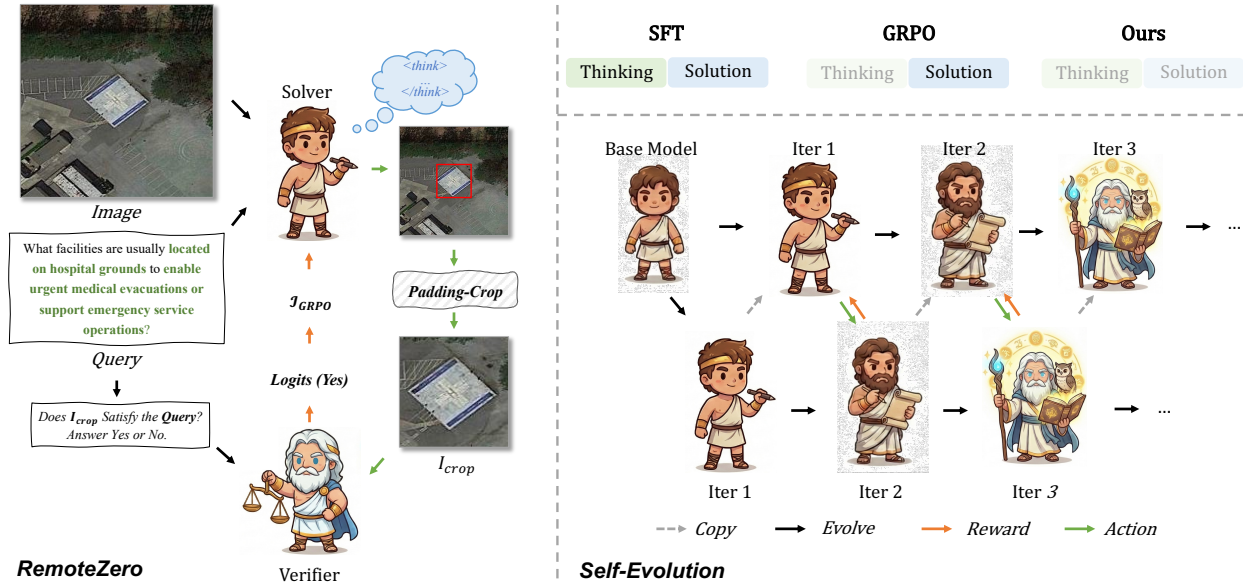 Image
What facilities are usually located
on hospital grounds to enable
urgent medical evacuations or
support emergency service
operations?
Query
Does I_crop Satisfy the Query?
Answer Yes or No.
Solver
<think>
...
</think>
Padding-Crop
I_crop
J_GRPO
Logits (Yes)
Verifier
RemoteZero
SFT
GRPO
Ours
Thinking
Solution
Thinking
Solution
Thinking
Solution
Base Model
Iter 1
Iter 2
Iter 3
...
Iter 1
Iter 2
Iter 3
...
Copy
Evolve
Reward
Action
Self-Evolution